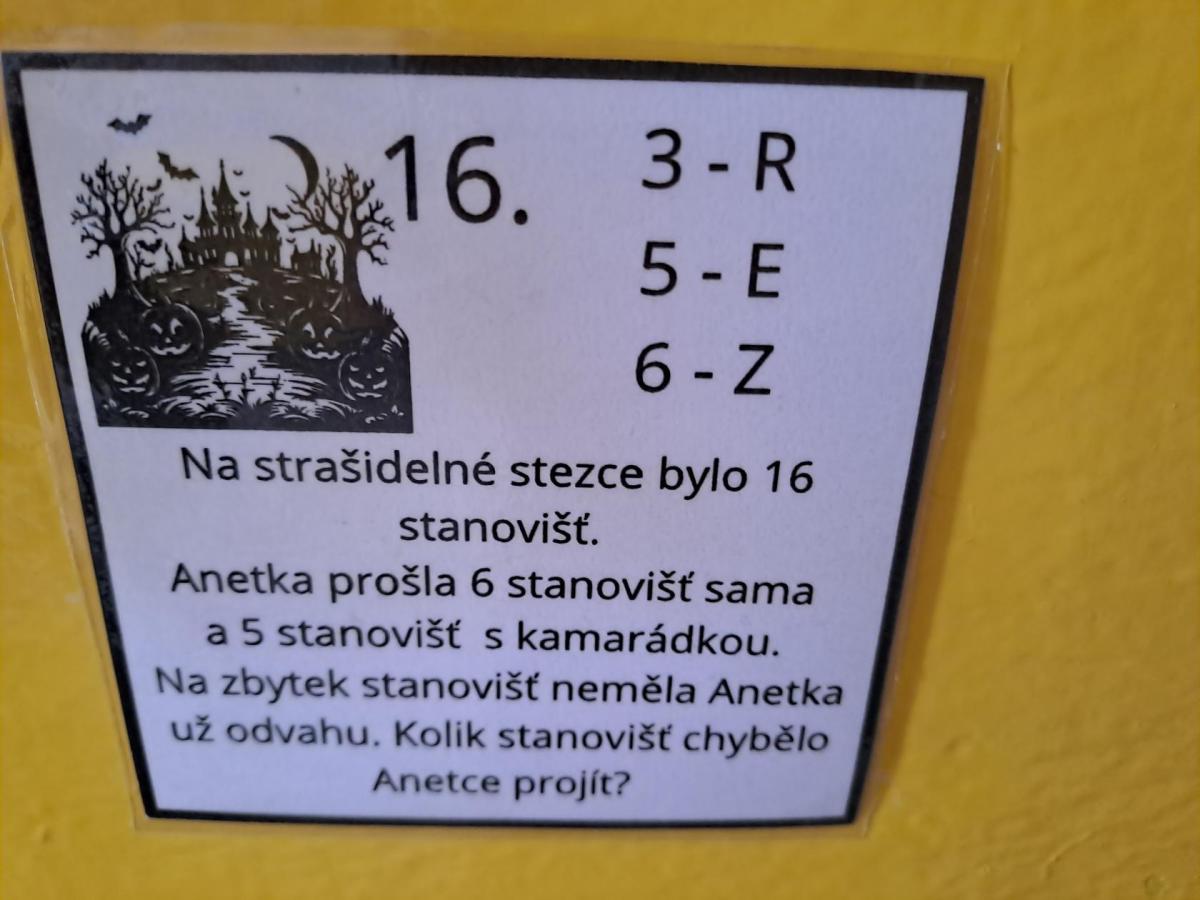 16.
3 - R
5 - E
6 - Z
Na strašidelné stezce bylo 16
stanovišť.
Anetka prošla 6 stanovišť sama
a 5 stanovišť s kamarádkou.
Na zbytek stanovišť neměla Anetka
už odvahu. Kolik stanovišť chybělo
Anetce projít?